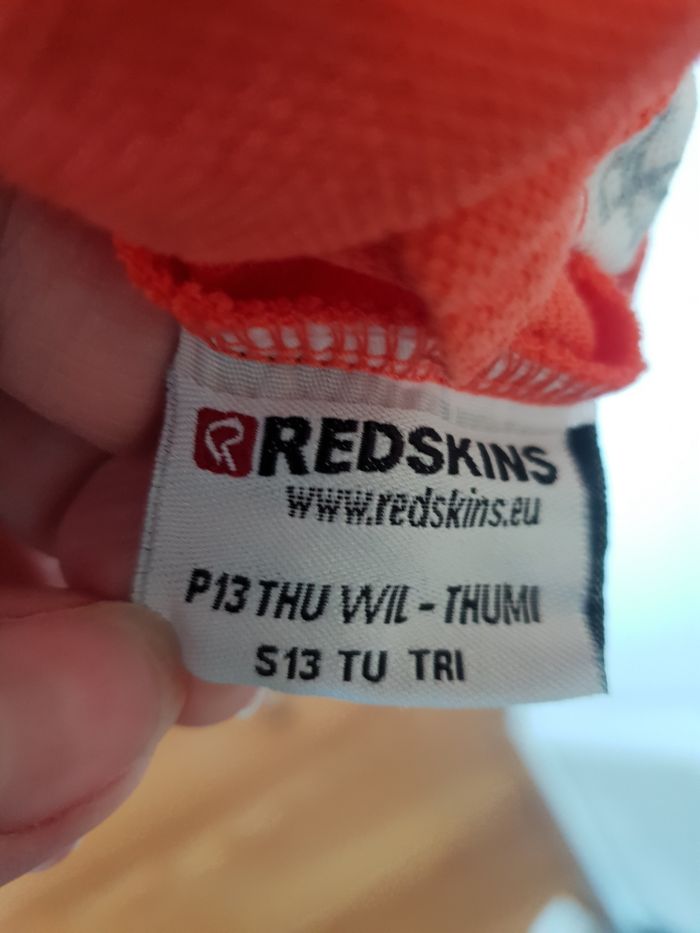 REDSKINS
www.redskins.eu
P13 THU WIL - THUMI
S13 TU TRI